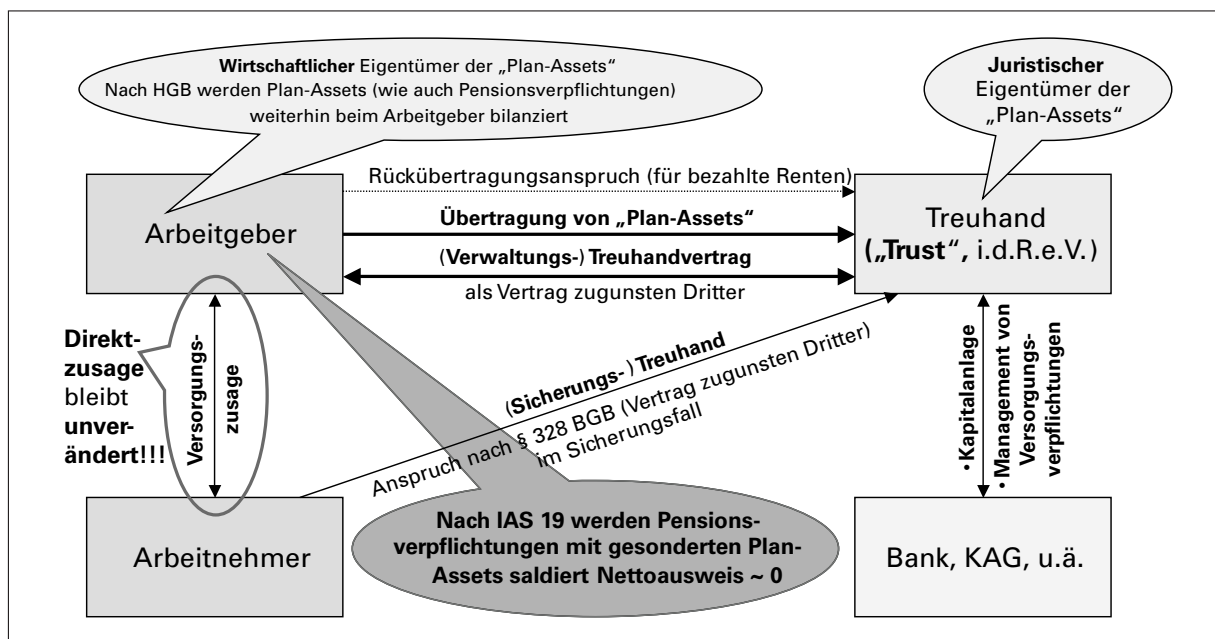 Wirtschaftlicher Eigentümer der „Plan-Assets“
Nach HGB werden Plan-Assets (wie auch Pensionsverpflichtungen)
weiterhin beim Arbeitgeber bilanziert
Juristischer
Eigentümer der
„Plan-Assets“
Arbeitgeber
Rückübertragungsanspruch (für bezahlte Renten)
Übertragung von „Plan-Assets“
(Verwaltungs-) Treuhandvertrag
als Vertrag zugunsten Dritter
Treuhand
(„Trust“, i.d.R.e.V.)
Direkt-
zusage
bleibt
unver-
ändert!!!
Versorgungs-
zusage
(Sicherungs-) Treuhand
Anspruch nach § 328 BGB (Vertrag zugunsten Dritter)
im Sicherungsfall
• Kapitalanlage
• Management von
Versorgungs-
verpflichtungen
Arbeitnehmer
Nach IAS 19 werden Pensions-
verpflichtungen mit gesonderten Plan-
Assets saldiert Nettoausweis ~ 0
Bank, KAG, u.ä.